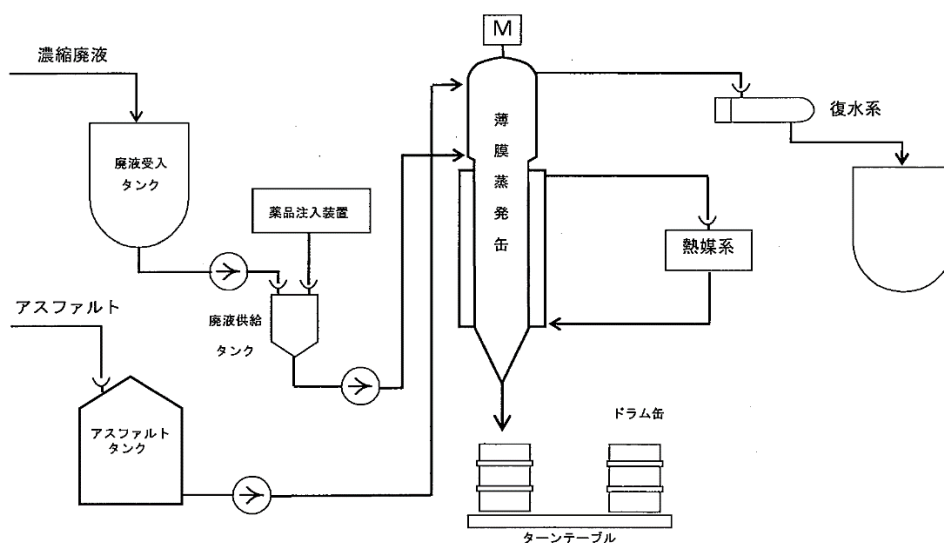 M
濃縮廃液
廃液受入
タンク
薬品注入装置
薄膜蒸発缶
復水系
熱媒系
アスファルト
廃液供給
タンク
アスファルト
タンク
ドラム缶
ターンテーブル